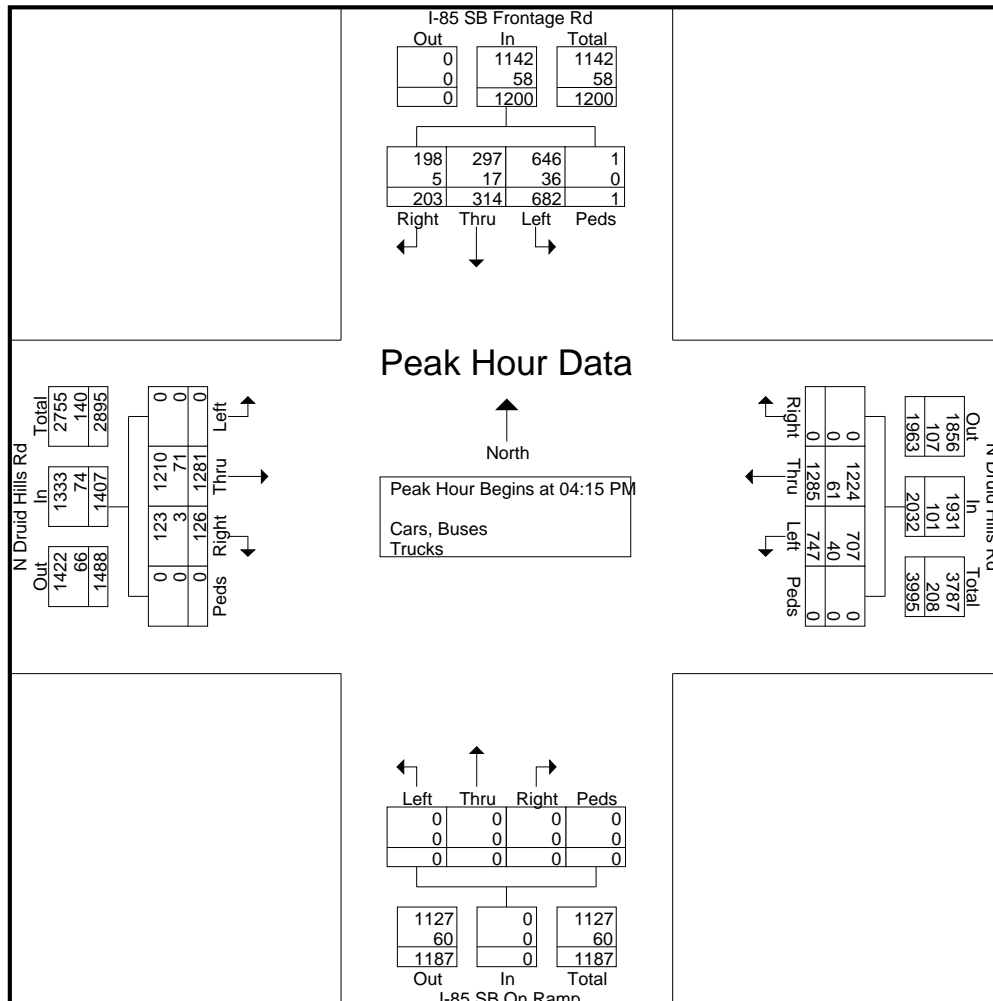 I-85 SB Frontage Rd
Out In Total
0 1142 1142
0 58 58
0 1200 1200
198 297 646 1
5 17 36 0
203 314 682 1
Right Thru Left Peds
Peak Hour Data
North
Peak Hour Begins at 04:15 PM
Cars, Buses
Trucks
N Druid Hills Rd
Out In Total
1422 1333 2755
66 74 140
1488 1407 2895
Peds Right Thru Left
0 123 1210 0
0 3 71 0
0 126 1281 0
N Druid Hills Rd
Out In Total
1856 1931 3787
107 101 208
1963 2032 3995
Right Thru Left Peds
0 1224 707 0
0 61 40 0
0 1285 747 0
Left Thru Right Peds
0 0 0 0
0 0 0 0
0 0 0 0
1127 0 1127
60 0 60
1187 0 1187
Out In Total
I-85 SB On Ramp